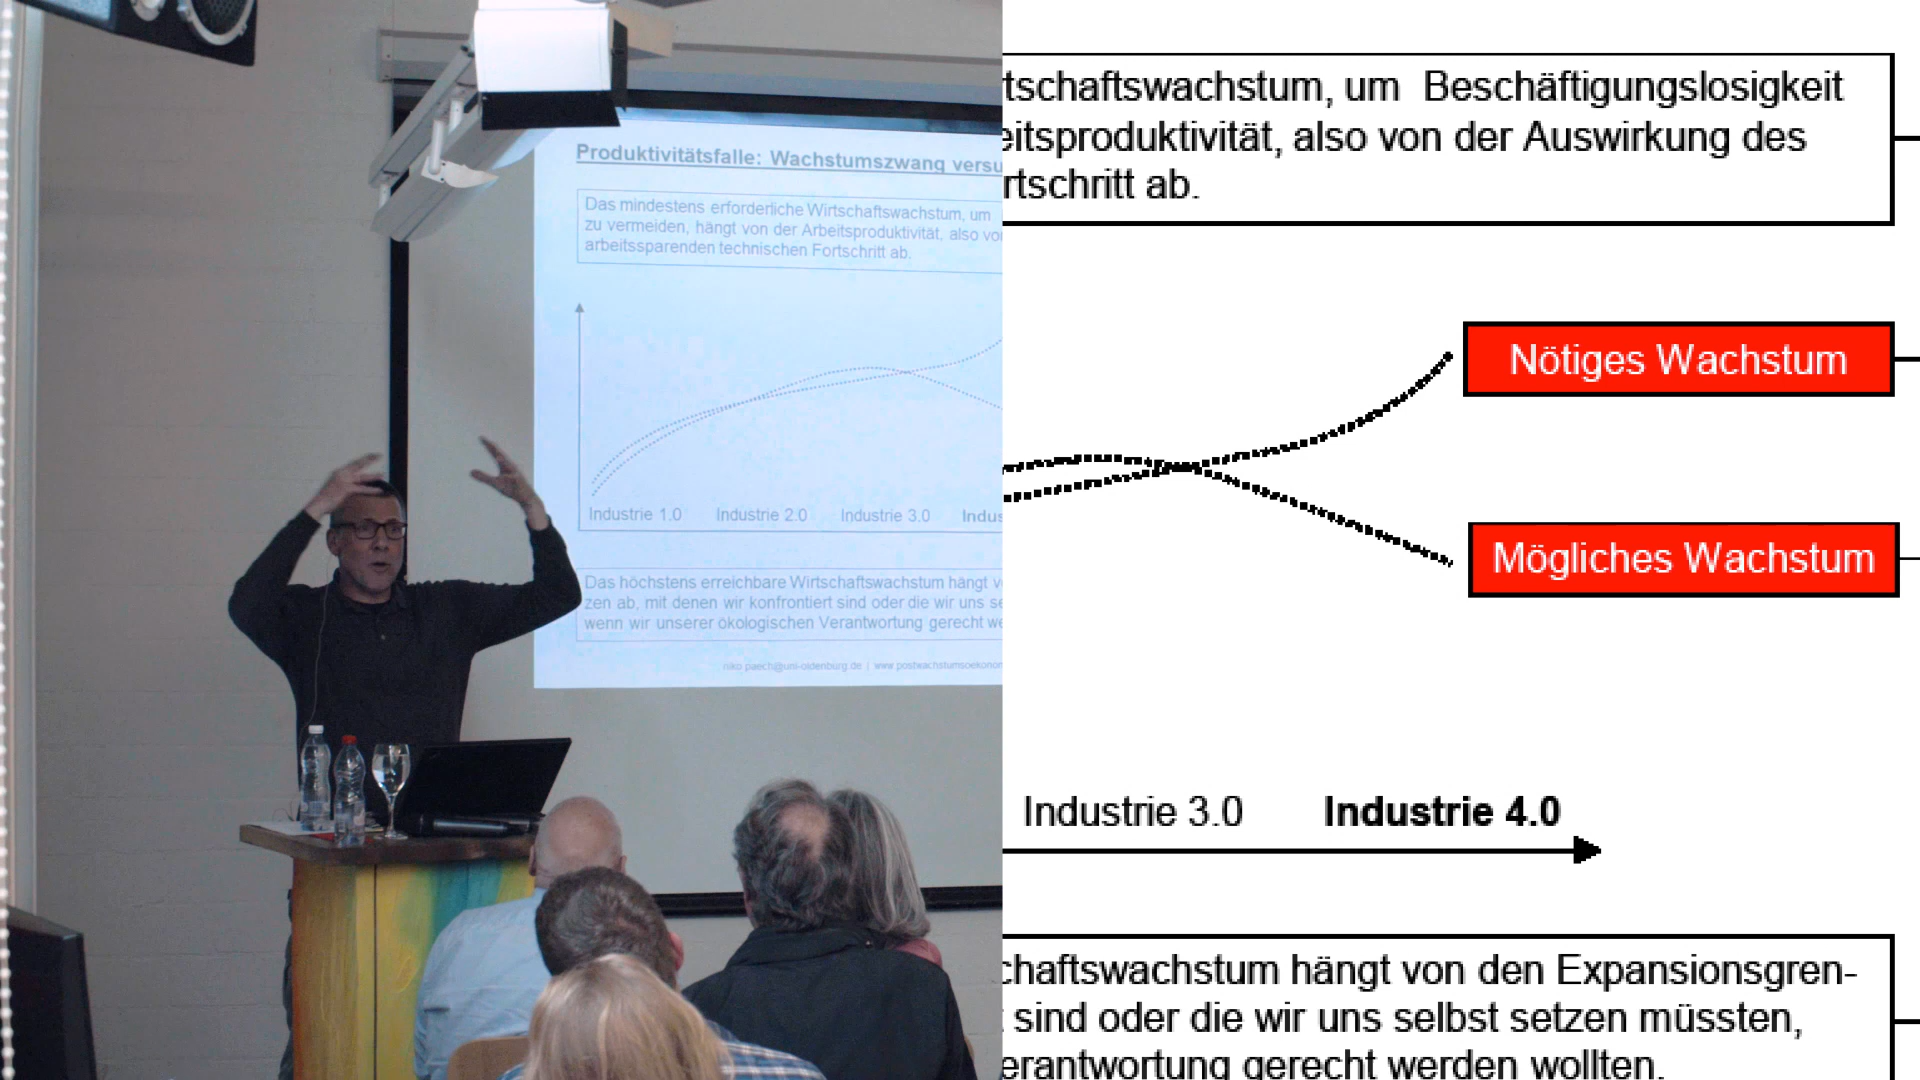 Produktivitätsfalle: Wachstumszwang versu
Das mindestens erforderliche Wirtschaftswachstum, um
zu vermeiden, hängt von der Arbeitsproduktivität, also vo
arbeitssparenden technischen Fortschritt ab.
Industrie 1.0 Industrie 2.0 Industrie 3.0 Indus
Das höchstens erreichbare Wirtschaftswachstum hängt v
zen ab, mit denen wir konfrontiert sind oder die wir uns se
wenn wir unserer ökologischen Verantwortung gerecht we
niko.paech@uni-oldenburg.de | www.postwachstumsoekonom
tschaftswachstum, um Beschäftigungslosigkeit
eitsproduktivität, also von der Auswirkung des
rtschritt ab.
Nötiges Wachstum
Mögliches Wachstum
Industrie 3.0 Industrie 4.0
chaftswachstum hängt von den Expansionsgren-
sind oder die wir uns selbst setzen müssten,
erantwortung gerecht werden wollten.